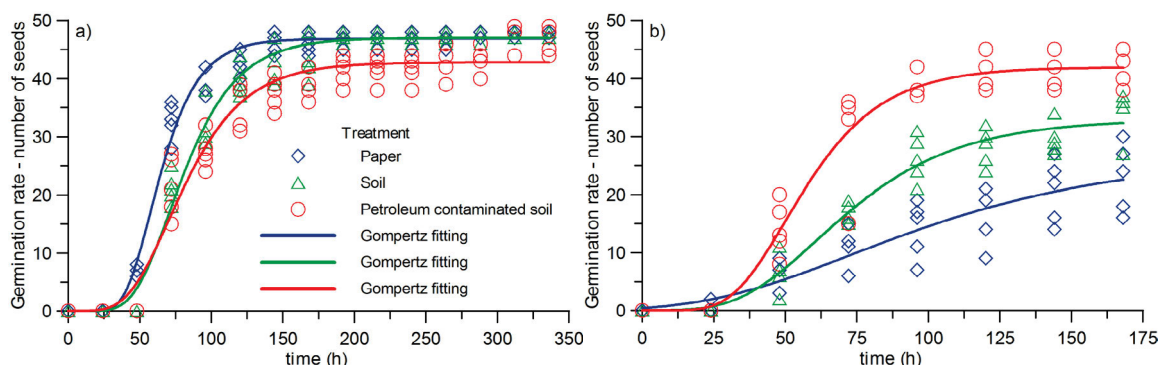 a)
Germination rate - number of seeds
50
40
30
20
10
0
Treatment
Paper
Soil
Petroleum contaminated soil
Gompertz fitting
Gompertz fitting
Gompertz fitting
0 50 100 150 200 250 300 350
time (h)
b)
Germination rate - number of seeds
50
40
30
20
10
0
0 25 50 75 100 125 150 175
time (h)